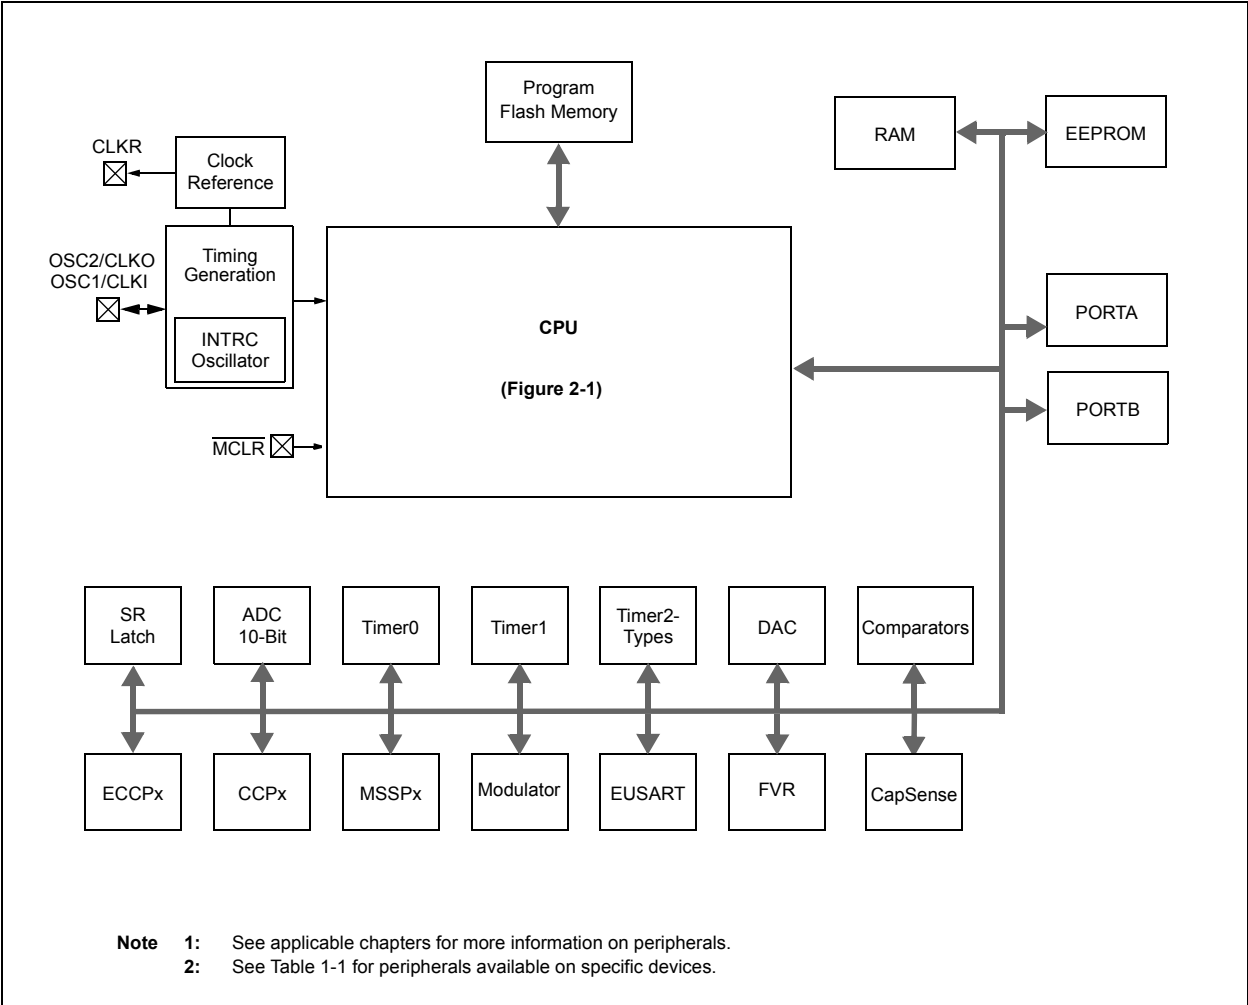 Program
Flash Memory
RAM
EEPROM
CLKR
Clock
Reference
OSC2/CLKO
OSC1/CLKI
Timing
Generation
INTRC
Oscillator
MCLR
CPU
(Figure 2-1)
PORTA
PORTB
SR
Latch
ADC
10-Bit
Timer0
Timer1
Timer2-
Types
DAC
Comparators
ECCPx
CCPx
MSSPx
Modulator
EUSART
FVR
CapSense
Note 1: See applicable chapters for more information on peripherals.
2: See Table 1-1 for peripherals available on specific devices.